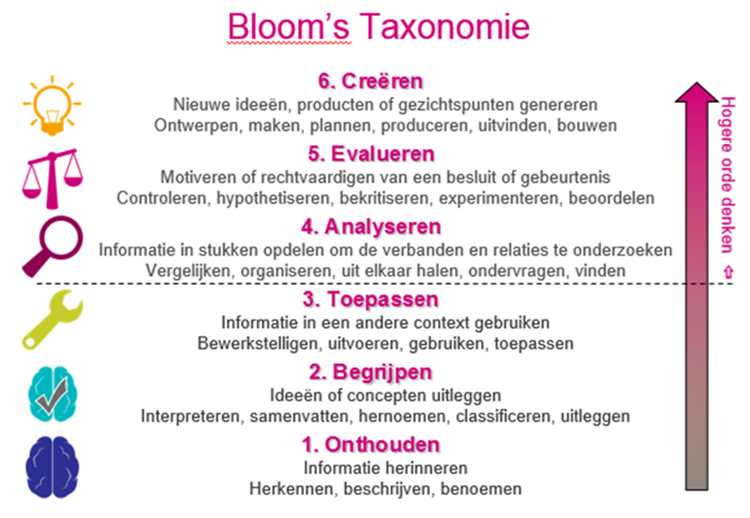 Bloom's Taxonomie
6. Creëren
Nieuwe ideeën, producten of gezichtspunten genereren
Ontwerpen, maken, plannen, produceren, uitvinden, bouwen
5. Evalueren
Motiveren of rechtvaardigen van een besluit of gebeurtenis
Controleren, hypothetiseren, bekritiseren, experimenteren, beoordelen
4. Analyseren
Informatie in stukken opdelen om de verbanden en relaties te onderzoeken
Vergelijken, organiseren, uit elkaar halen, ondervragen, vinden
3. Toepassen
Informatie in een andere context gebruiken
Bewerkstelligen, uitvoeren, gebruiken, toepassen
2. Begrijpen
Ideeën of concepten uitleggen
Interpreteren, samenvatten, hernoemen, classificeren, uitleggen
1. Onthouden
Informatie herinneren
Herkennen, beschrijven, benoemen
Hogere orde denken